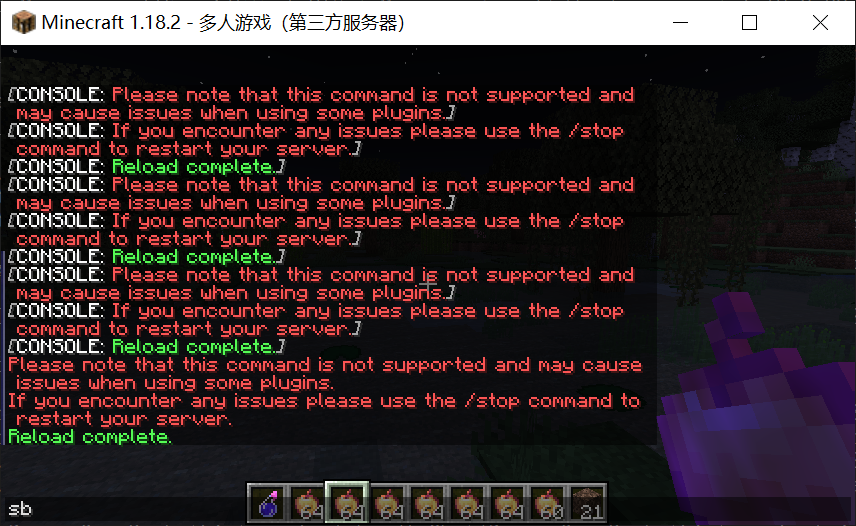 Minecraft 1.18.2 - 多人游戏（第三方服务器）
[CONSOLE: Please note that this command is not supported and
may cause issues when using some plugins.]
[CONSOLE: If you encounter any issues please use the /stop
command to restart your server.]
[CONSOLE: Reload complete.]
[CONSOLE: Please note that this command is not supported and
may cause issues when using some plugins.]
[CONSOLE: If you encounter any issues please use the /stop
command to restart your server.]
[CONSOLE: Reload complete.]
[CONSOLE: Please note that this command is not supported and
may cause issues when using some plugins.]
[CONSOLE: If you encounter any issues please use the /stop
command to restart your server.]
[CONSOLE: Reload complete.]
Please note that this command is not supported and may cause
issues when using some plugins.
If you encounter any issues please use the /stop command to
restart your server.
Reload complete.
sb 64 64 64 64 64 64 60 21